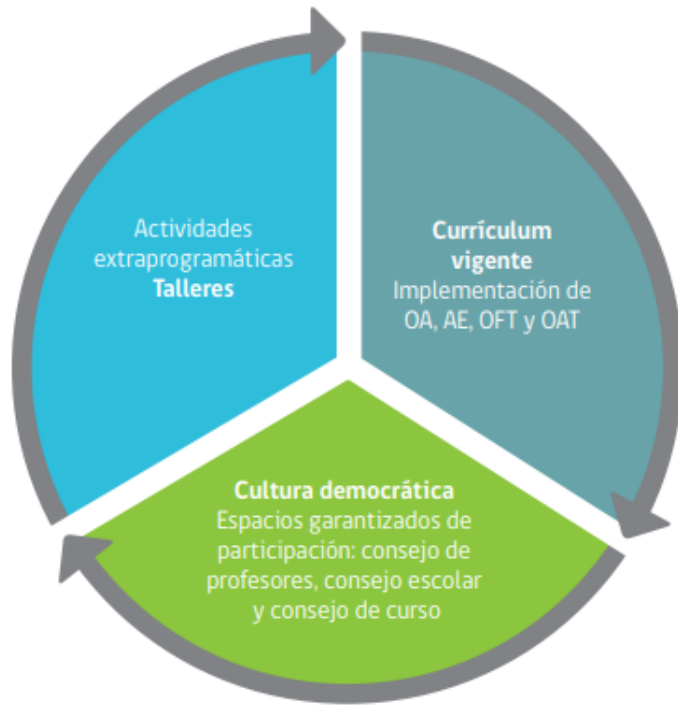 Actividades
extraprogramáticas
Talleres
Currículum
vigente
Implementación de
OA, AE, OFT y OAT
Cultura democrática
Espacios garantizados de
participación: consejo de
profesores, consejo escolar
y consejo de curso